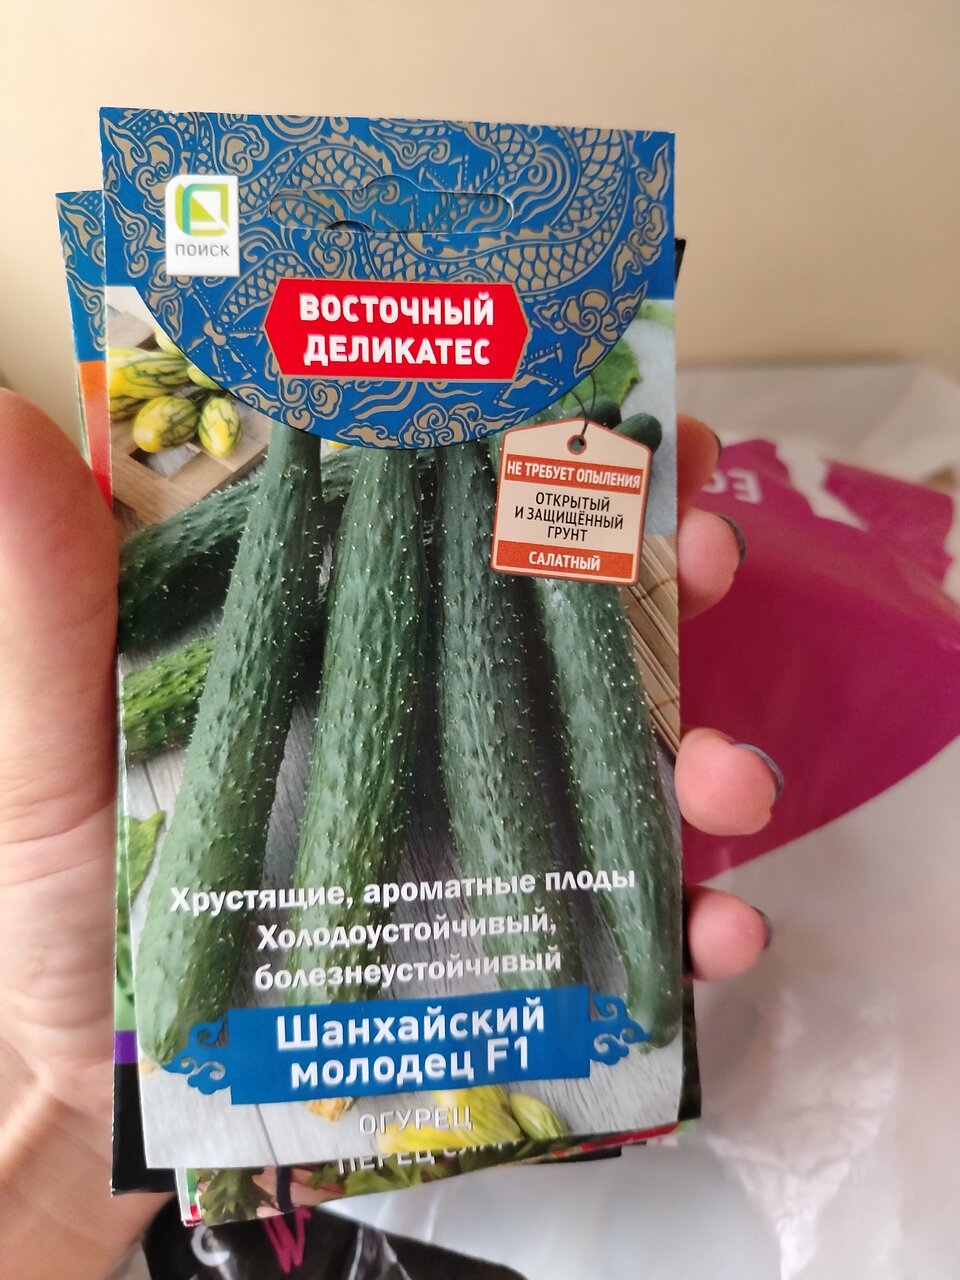 ПОИСК
ВОСТОЧНЫЙ
ДЕЛИКАТЕС
НЕ ТРЕБУЕТ ОПЫЛЕНИЯ
ОТКРЫТЫЙ
И ЗАЩИЩЁННЫЙ
ГРУНТ
САЛАТНЫЙ
Хрустящие, ароматные плоды
Холодоустойчивый,
болезнеустойчивый
Шанхайский
молодец F1
ОГУРЕЦ
ПЕРЕЦ